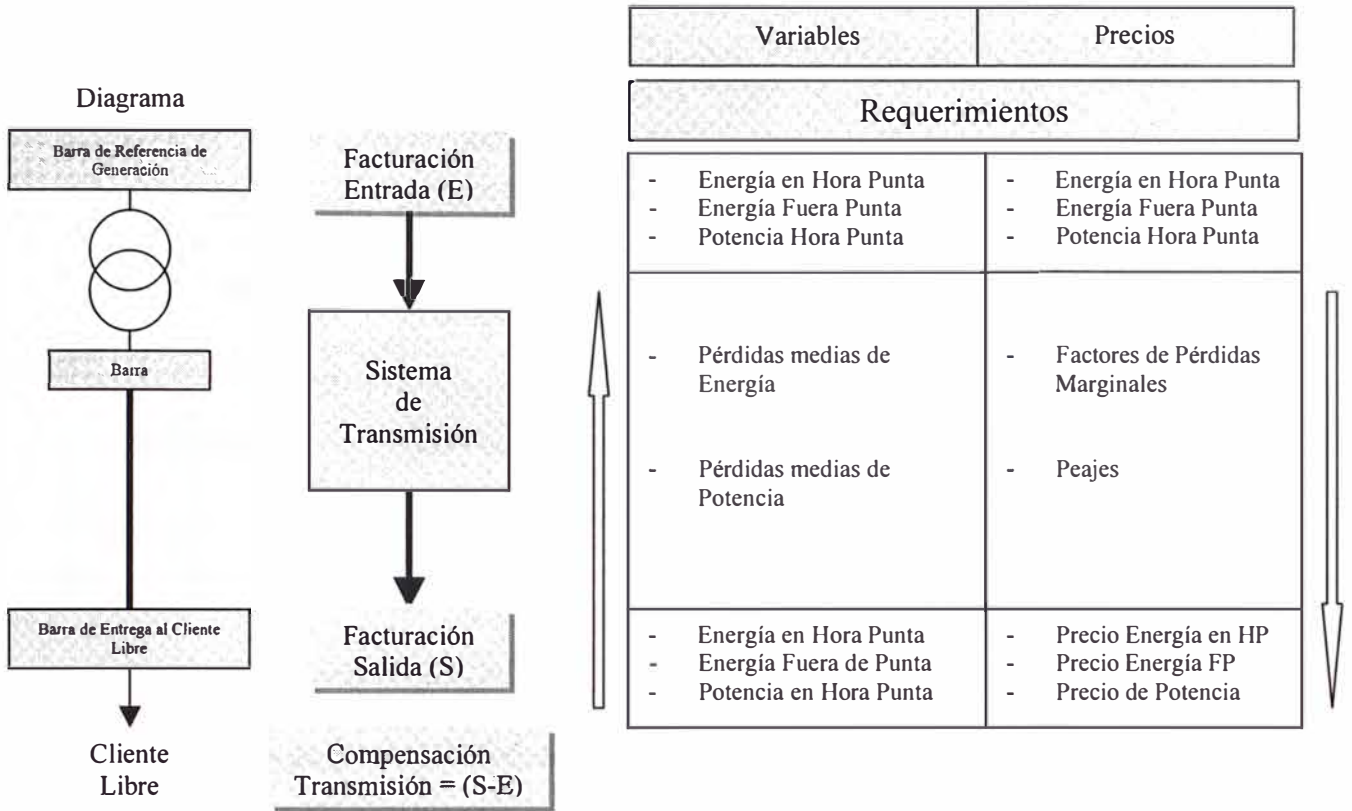 Diagrama
Barra de Referencia de
Generación
Barra
Barra de Entrega al Cliente
Libre
Cliente
Libre
Facturación
Entrada (E)
Sistema
de
Transmisión
Facturación
Salida (S)
Compensación
Transmisión = (S-E)
Variables
Precios
Requerimientos
- Energía en Hora Punta
- Energía Fuera Punta
- Potencia Hora Punta
- Energía en Hora Punta
- Energía Fuera Punta
- Potencia Hora Punta
- Pérdidas medias de
Energía
- Pérdidas medias de
Potencia
- Factores de Pérdidas
Marginales
- Peajes
- Energía en Hora Punta
- Energía Fuera de Punta
- Potencia en Hora Punta
- Precio Energía en HP
- Precio Energía FP
- Precio de Potencia